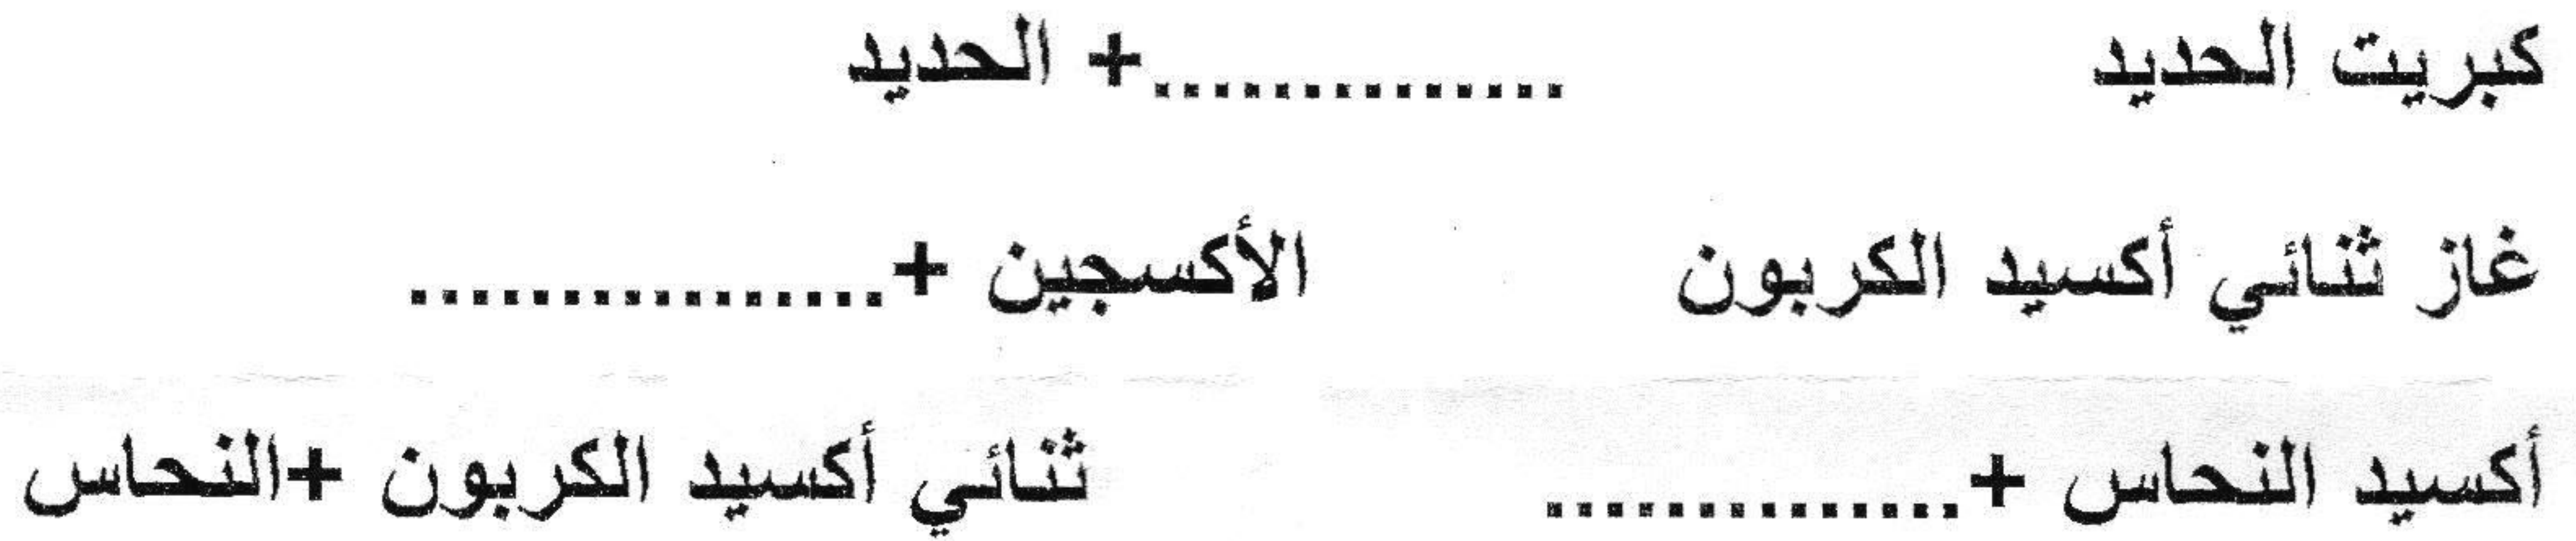 كبريت الحديد ..............+ الحديد
غاز ثنائي أكسيد الكربون الأكسجين +................
أكسيد النحاس +.............. ثنائي أكسيد الكربون +النحاس